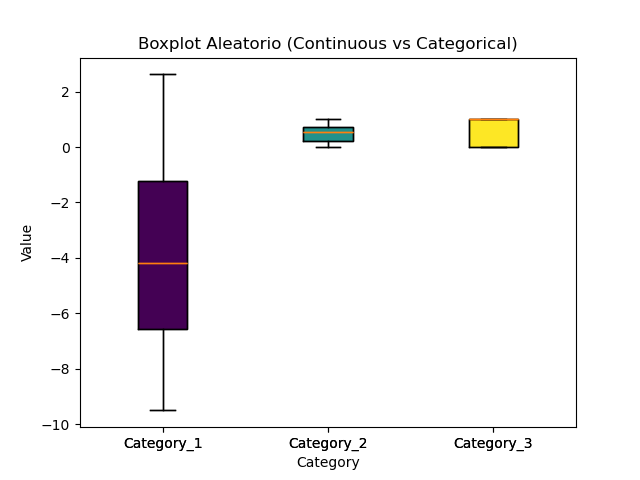 Boxplot Aleatorio (Continuous vs Categorical)
2
0
−2
−4
−6
−8
−10
Value
Category_1 Category_2 Category_3
Category